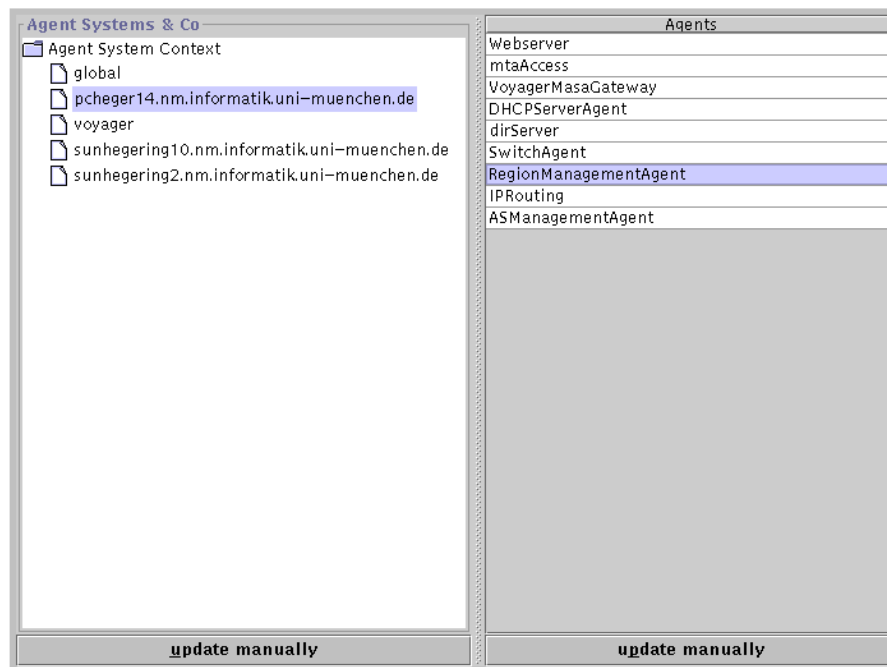 Agent Systems & Co
Agent System Context
global
pcheger14.nm.informatik.uni-muenchen.de
voyager
sunhegering10.nm.informatik.uni-muenchen.de
sunhegering2.nm.informatik.uni-muenchen.de
update manually
Agents
Webserver
mtaAccess
VoyagerMasaGateway
DHCPServerAgent
dirServer
SwitchAgent
RegionManagementAgent
IPRouting
ASManagementAgent
update manually